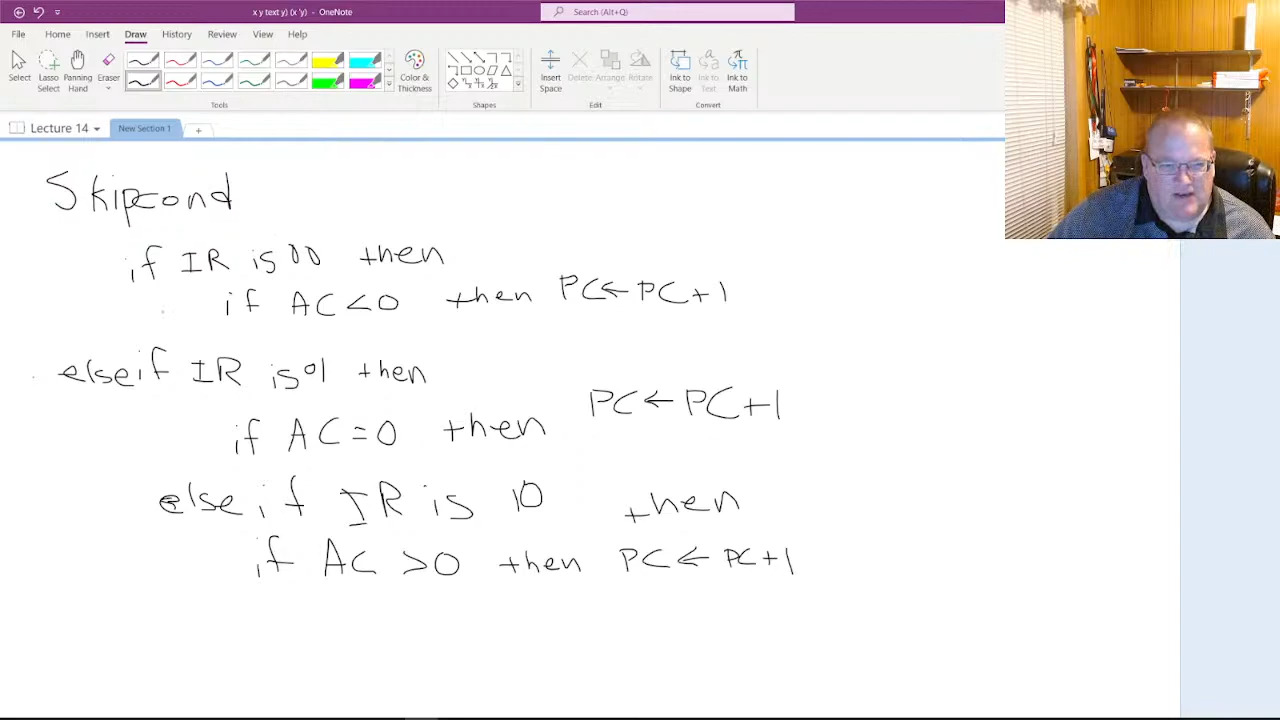 x y text y) (x 'y) - OneNote
Search (Alt+Q)
File Home Insert Draw History Review View Help
Select
Lasso Select
Panning Hand
Eraser
Color & Thickness
Insert Space
Delete
Arrange
Rotate
Ink to Shape
Ink to Text
Ink to Math
Tools
Shapes
Edit
Convert
Lecture 14
New Section 1
+
Skipcond
if IR is 00 then
if AC<0 then PC←PC+1
elseif IR is 01 then
if AC=0 then PC←PC+1
else if IR is 10 then
if AC >0 then PC←PC+1